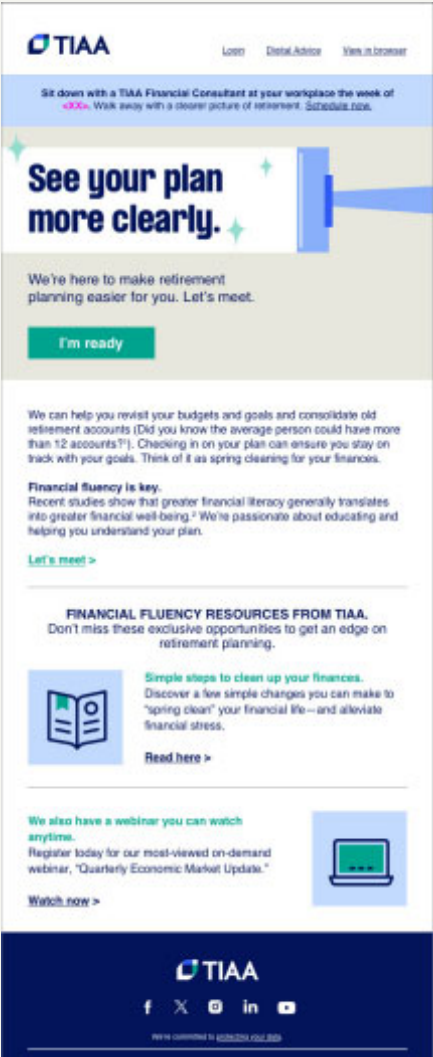 TIAA
Login Digital Advice View in browser
Sit down with a TIAA Financial Consultant at your workplace the week of
<XX>. Walk away with a clearer picture of retirement. Schedule now.
See your plan
more clearly.
We're here to make retirement
planning easier for you. Let's meet.
I'm ready
We can help you revisit your budgets and goals and consolidate old
retirement accounts (Did you know the average person could have more
than 12 accounts?¹). Checking in on your plan can ensure you stay on
track with your goals. Think of it as spring cleaning for your finances.
Financial fluency is key.
Recent studies show that greater financial literacy generally translates
into greater financial well-being.² We're passionate about educating and
helping you understand your plan.
Let's meet >
FINANCIAL FLUENCY RESOURCES FROM TIAA.
Don't miss these exclusive opportunities to get an edge on
retirement planning.
Simple steps to clean up your finances.
Discover a few simple changes you can make to
"spring clean" your financial life—and alleviate
financial stress.
Read here >
We also have a webinar you can watch
anytime.
Register today for our most-viewed on-demand
webinar, "Quarterly Economic Market Update."
Watch now >
TIAA
We're committed to protecting your data.